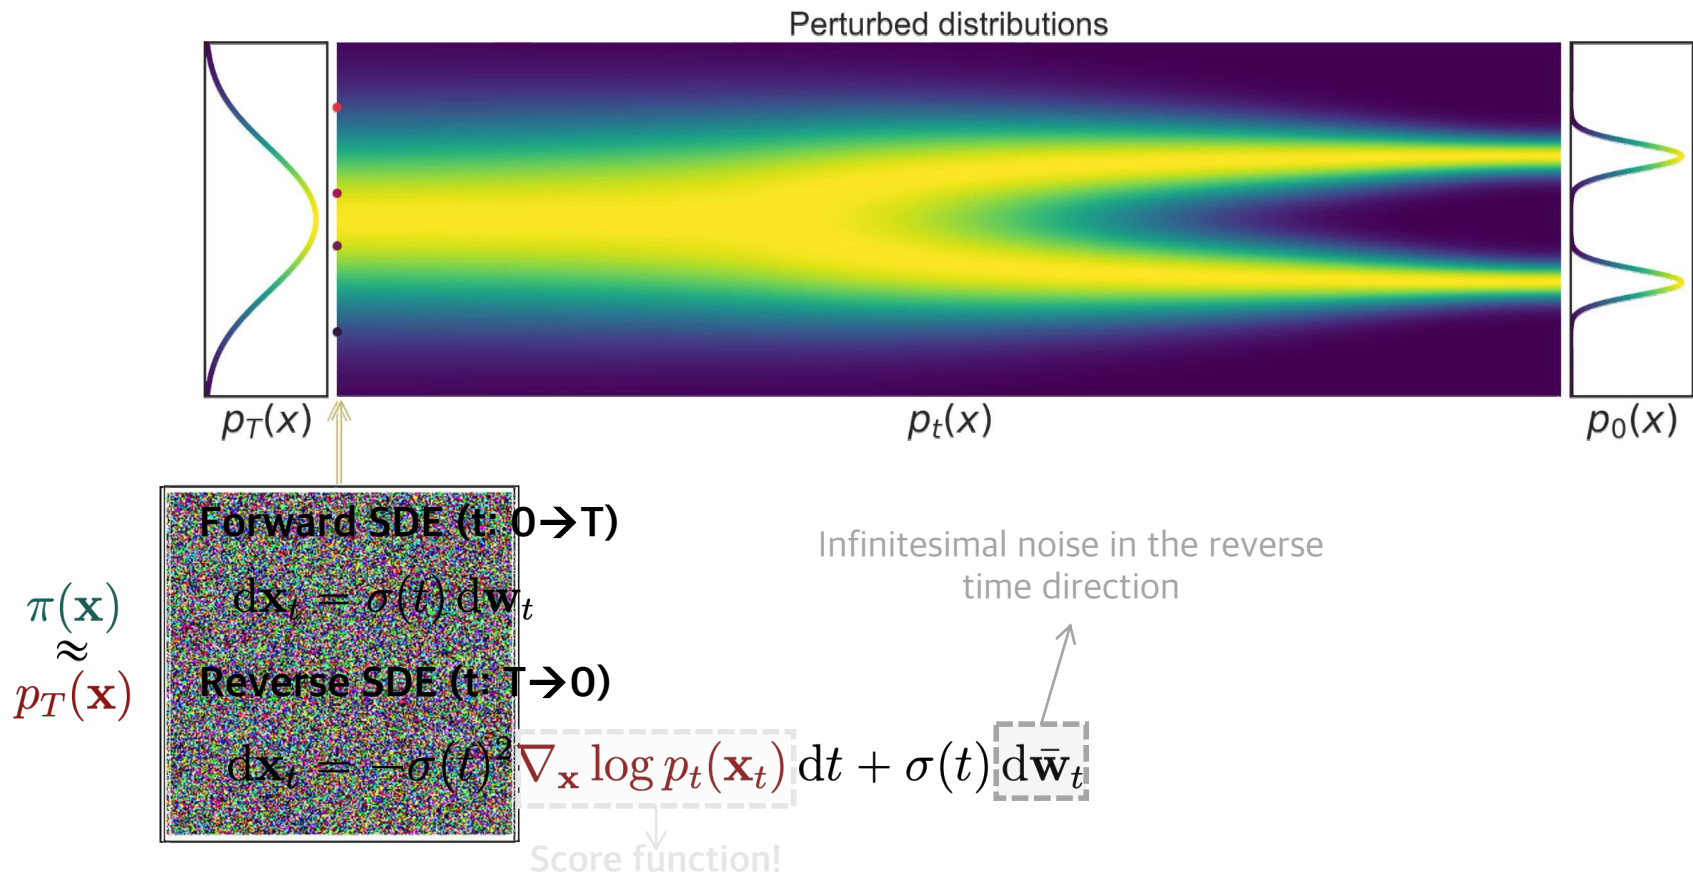 Perturbed distributions
p_T(x)
p_t(x)
p_0(x)
Forward SDE (t: 0→T)
dx_t = σ(t) dw_t
Infinitesimal noise in the reverse
time direction
π(x)
≈
p_T(x)
Reverse SDE (t: T→0)
dx_t = −σ(t)²∇_x log p_t(x_t) dt + σ(t) dw̄_t
Score function!